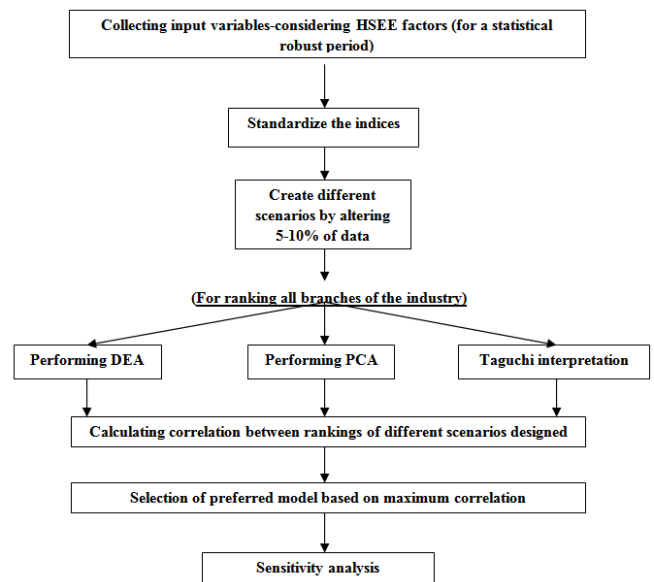 Collecting input variables-considering HSEE factors (for a statistical
robust period)
Standardize the indices
Create different
scenarios by altering
5-10% of data
(For ranking all branches of the industry)
Performing DEA
Performing PCA
Taguchi interpretation
Calculating correlation between rankings of different scenarios designed
Selection of preferred model based on maximum correlation
Sensitivity analysis